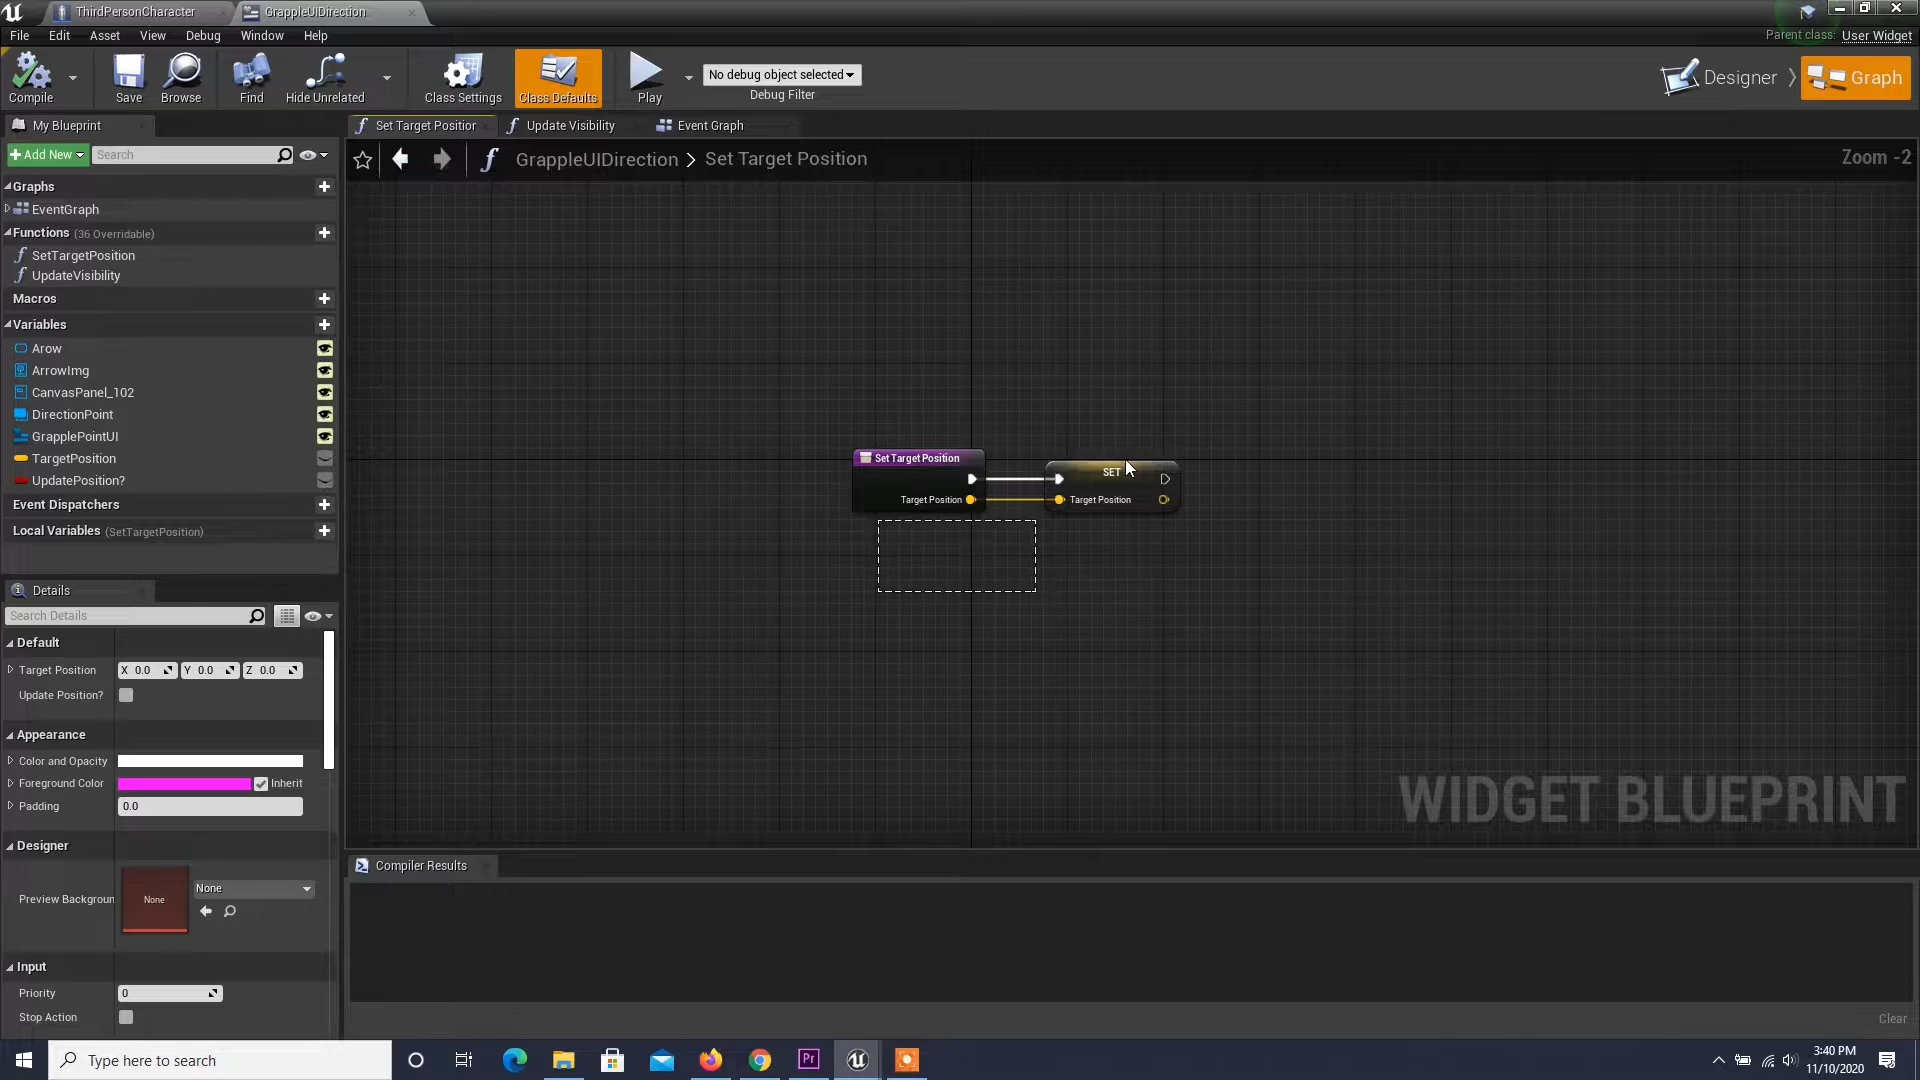 ThirdPersonCharacter
GrappleUIDirection
File Edit Asset View Debug Window Help
Parent class: User Widget
Compile
Save
Browse
Find
Hide Unrelated
Class Settings
Class Defaults
Play
No debug object selected
Debug Filter
Designer
Graph
My Blueprint
Set Target Position
Update Visibility
Event Graph
Add New
Search
GrappleUIDirection > Set Target Position
Zoom -2
Graphs
EventGraph
Functions (36 Overridable)
SetTargetPosition
UpdateVisibility
Macros
Variables
Arow
ArrowImg
CanvasPanel_102
DirectionPoint
GrapplePointUI
TargetPosition
UpdatePosition?
Event Dispatchers
Local Variables (SetTargetPosition)
Set Target Position
Target Position
SET
Target Position
Details
Search Details
Default
Target Position X 0.0 Y 0.0 Z 0.0
Update Position?
Appearance
Color and Opacity
Foreground Color Inherit
Padding 0.0
Designer
Preview Backgroun None None
Input
Priority 0
Stop Action
WIDGET BLUEPRINT
Compiler Results
Clear
Type here to search
Pr
3:40 PM
11/10/2020